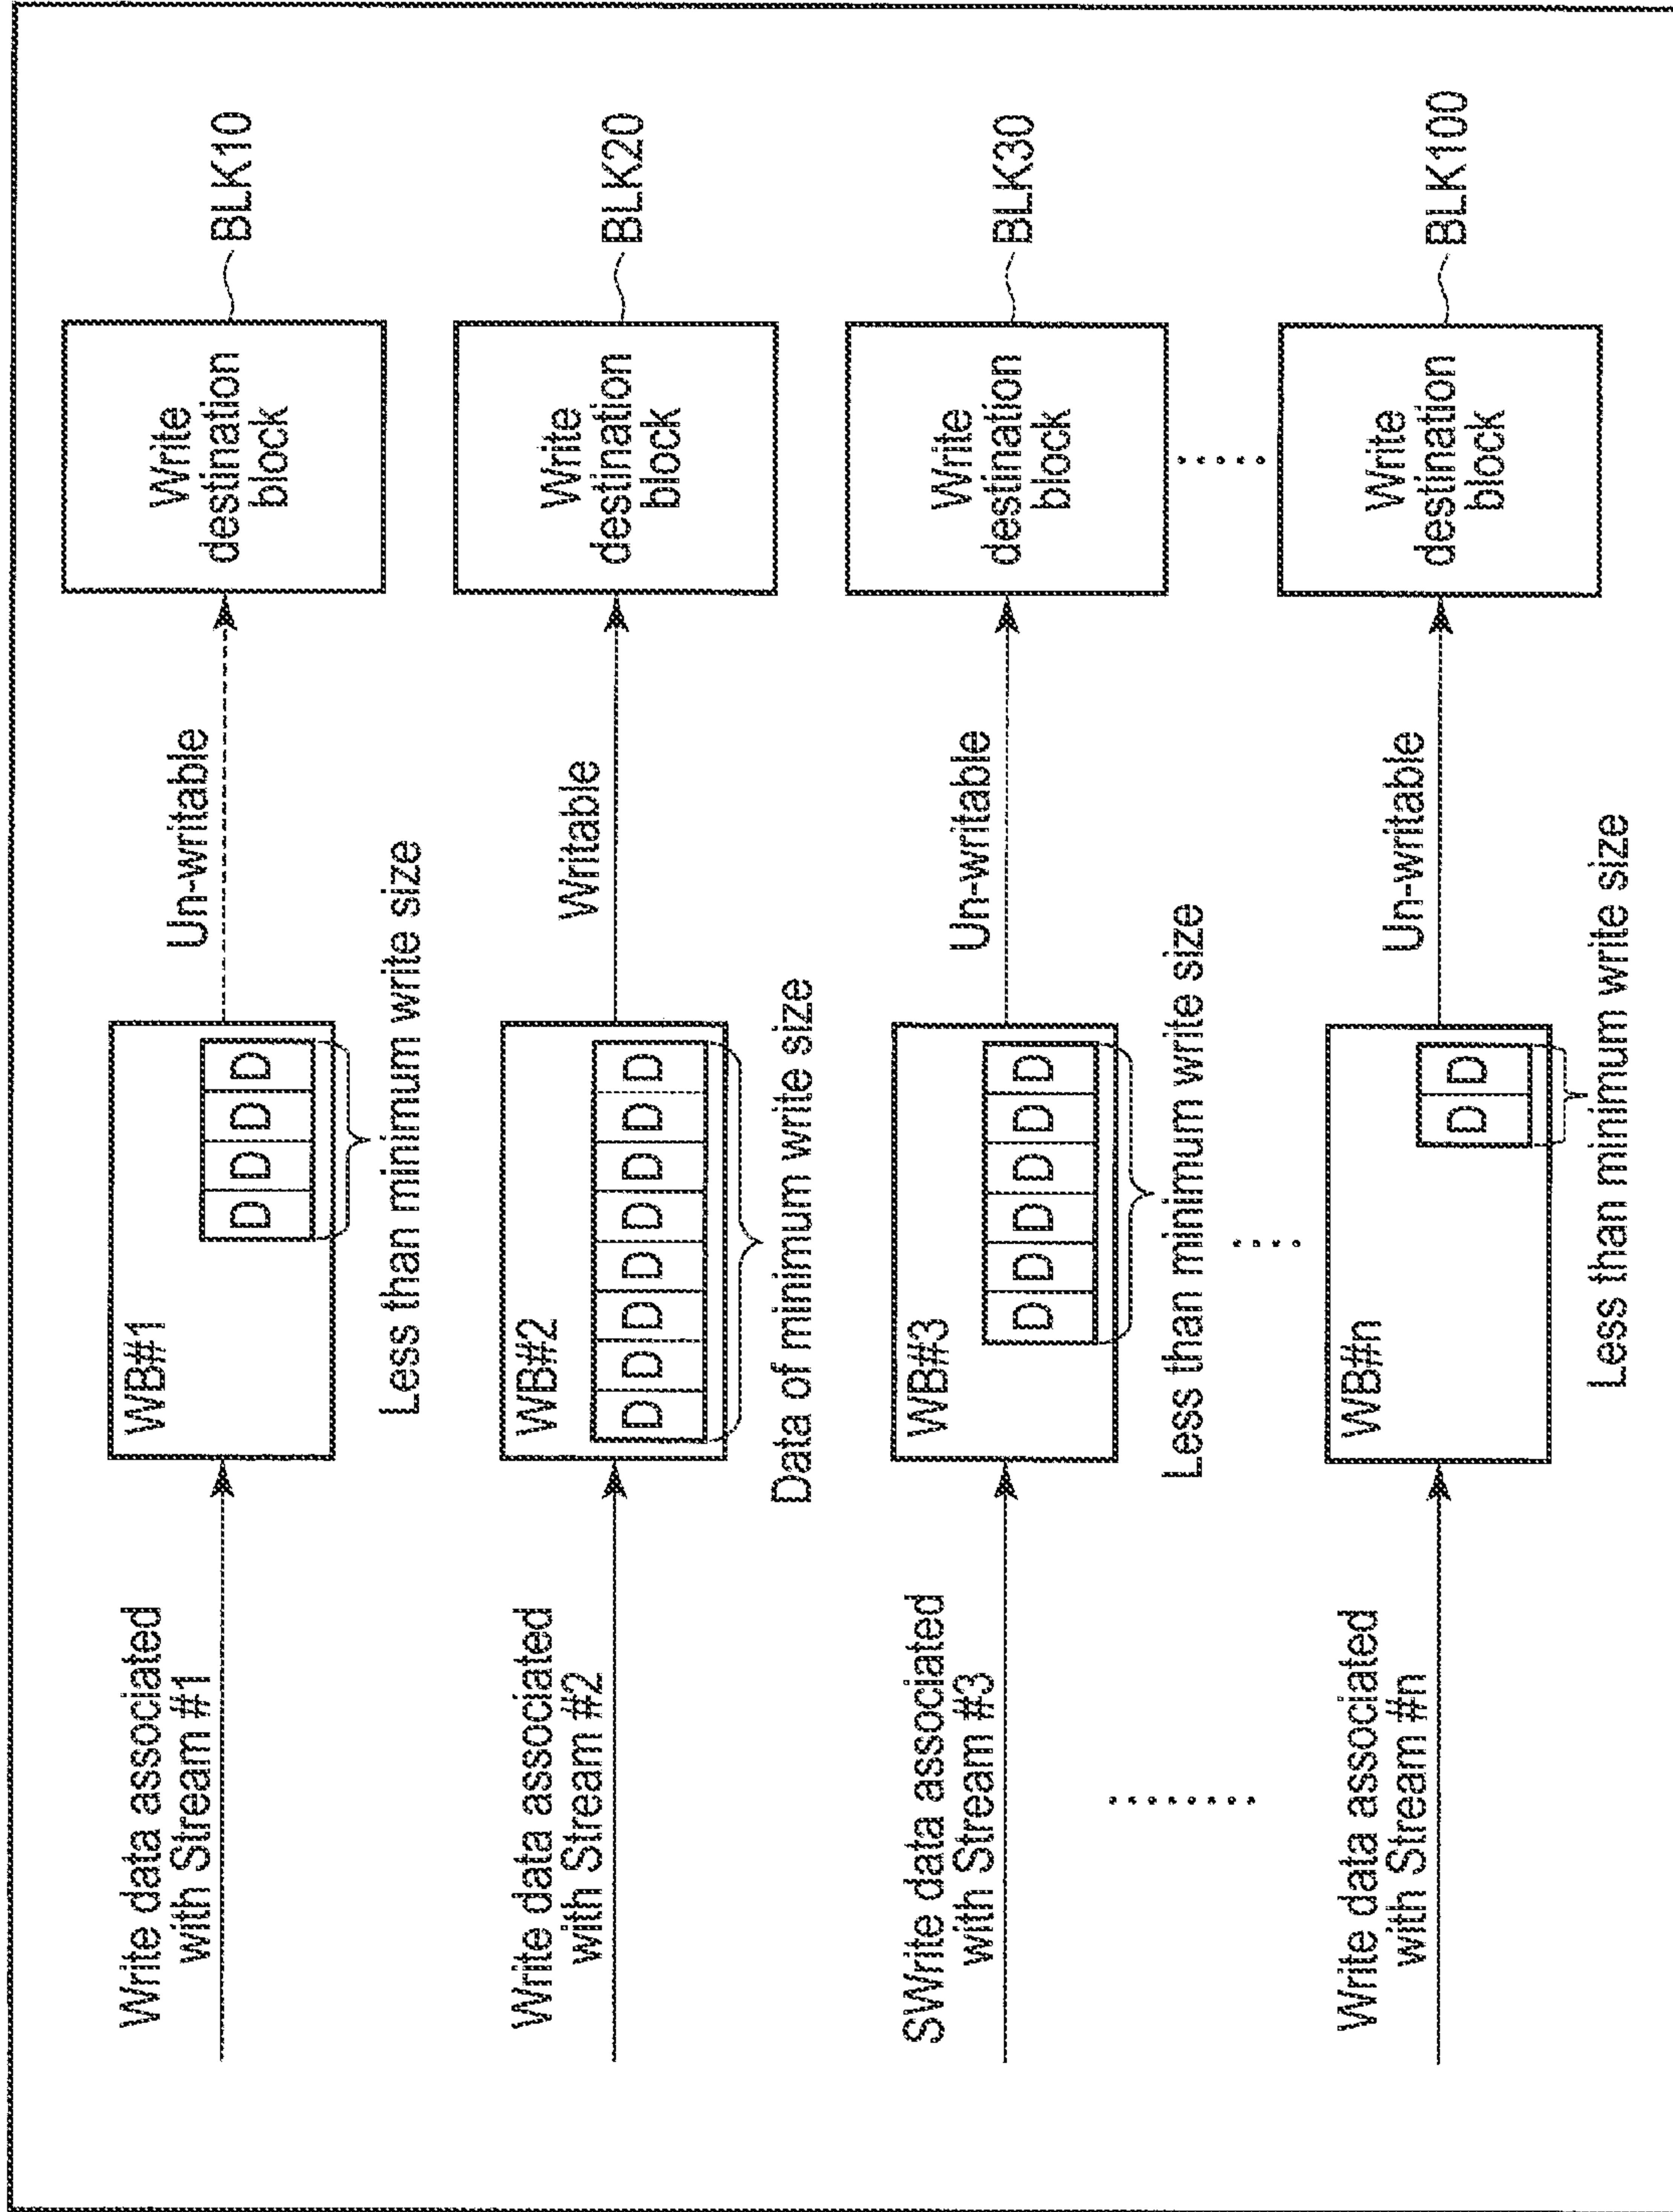 Write data associated
with Stream #1
WB#1
D D D D
Less than minimum write size
Un-writable
Write
destination
block
BLK10
Write data associated
with Stream #2
WB#2
D D D D D D D D
Data of minimum write size
Writable
Write
destination
block
BLK20
SWrite data associated
with Stream #3
WB#3
D D D D D D
Less than minimum write size
Un-writable
Write
destination
block
BLK30
Write data associated
with Stream #n
WB#n
D D
Less than minimum write size
Un-writable
Write
destination
block
BLK100